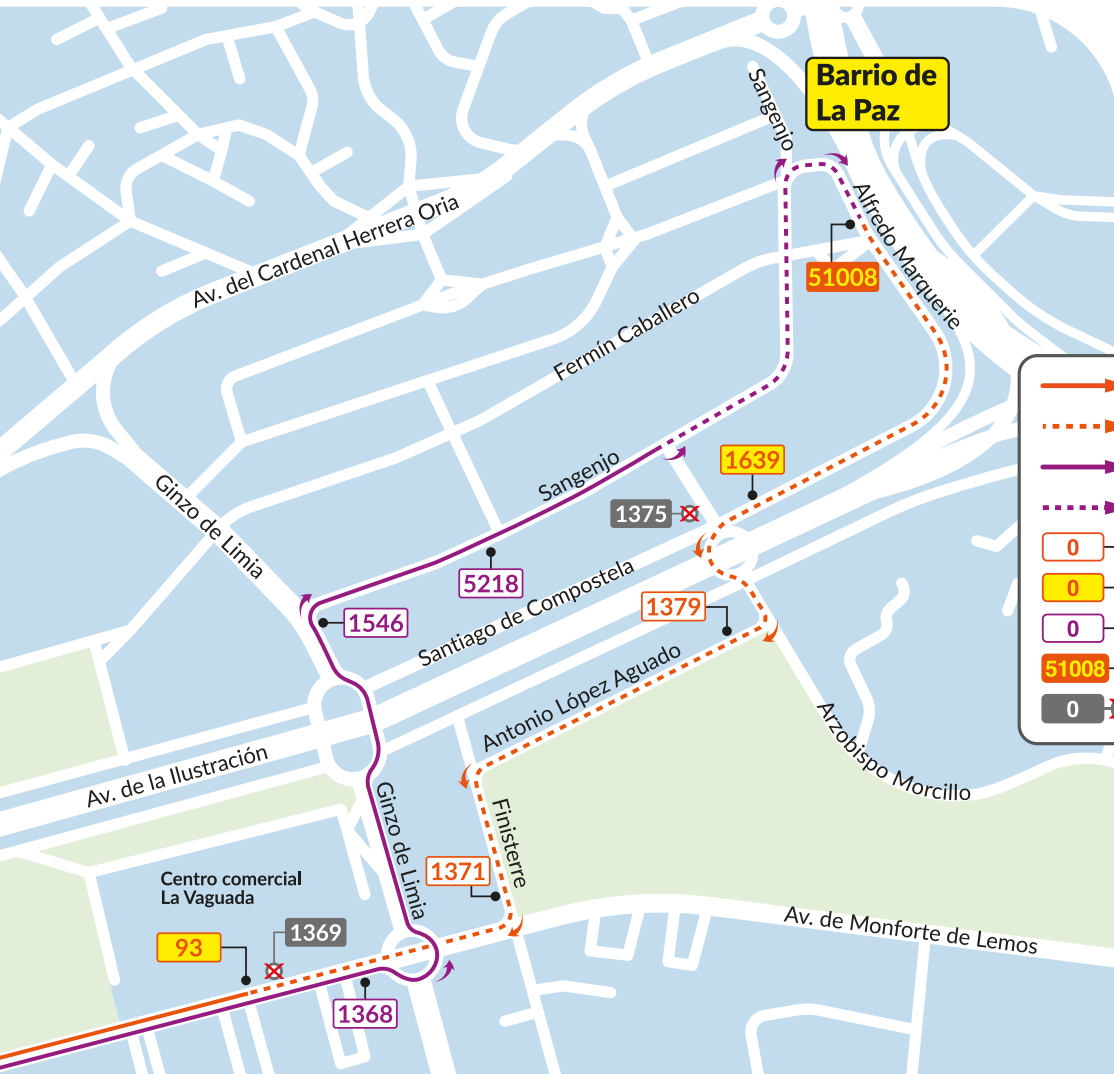 Barrio de
La Paz
Sangenjo
Alfredo Marquerie
51008
Av. del Cardenal Herrera Oria
Fermín Caballero
1639
Sangenjo
1375
Ginzo de Limia
5218
Santiago de Compostela
1379
1546
0
0
0
51008
0
Antonio López Aguado
Arzobispo Morcillo
Av. de la Ilustración
Ginzo de Limia
Finisterre
1371
Centro comercial
La Vaguada
Av. de Monforte de Lemos
1369
93
1368